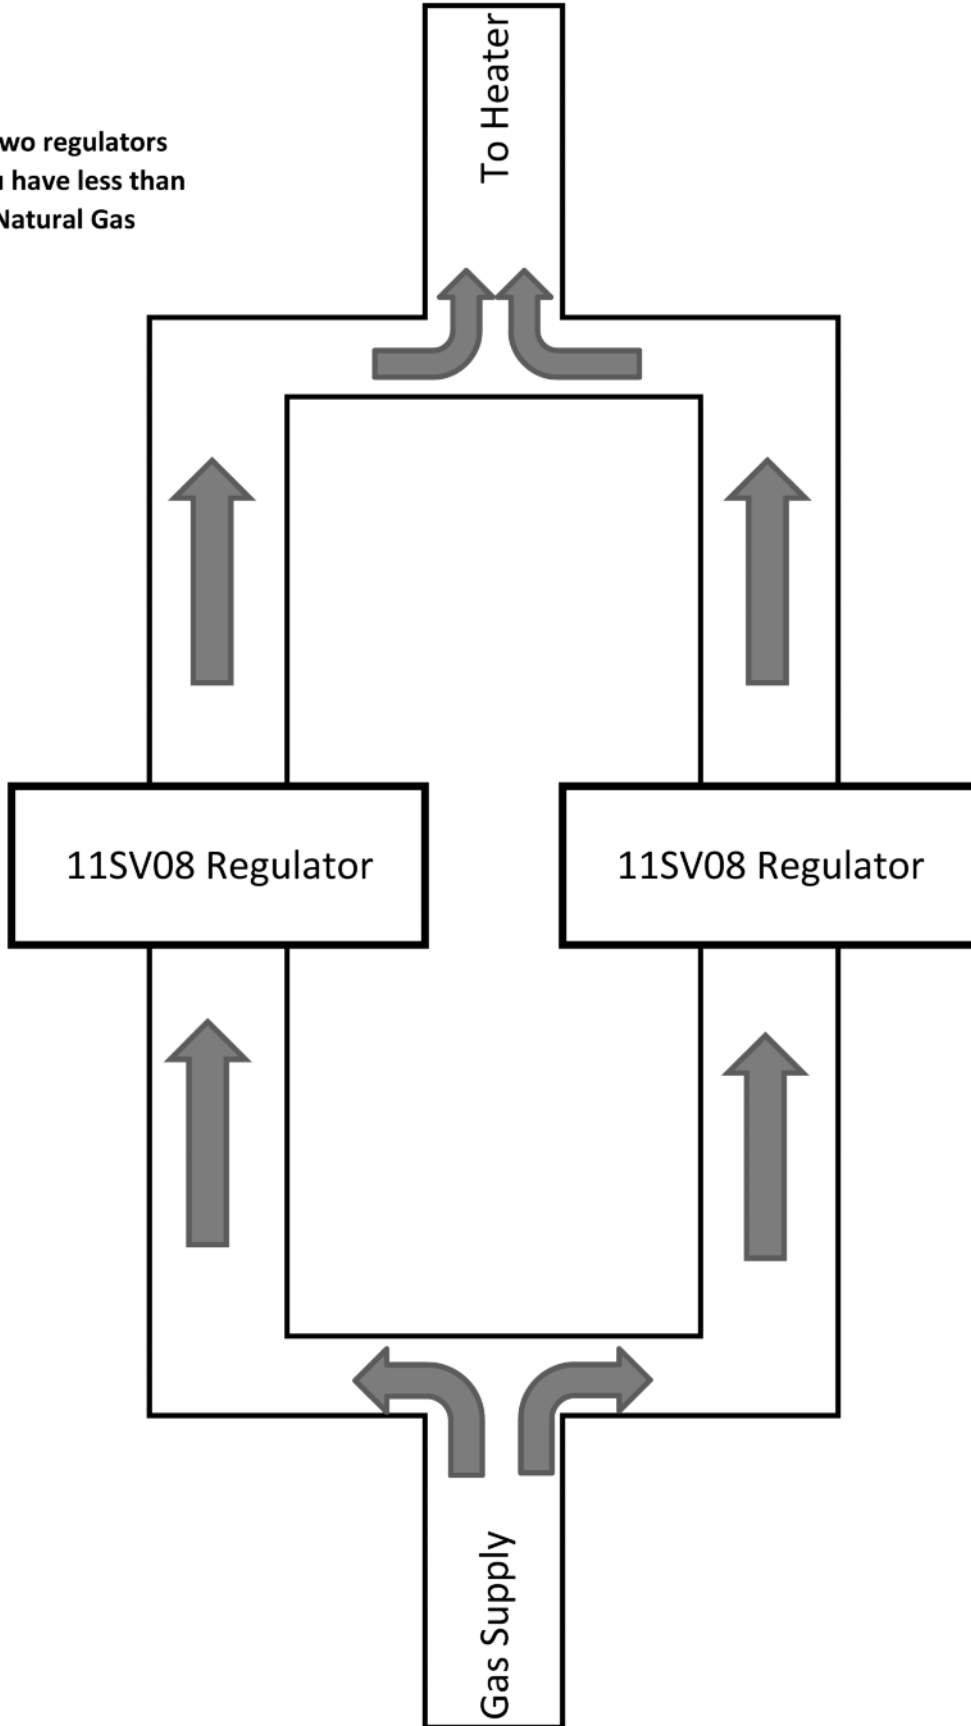 To Heater
wo regulators
have less than
Natural Gas
11SV08 Regulator
11SV08 Regulator
Gas Supply